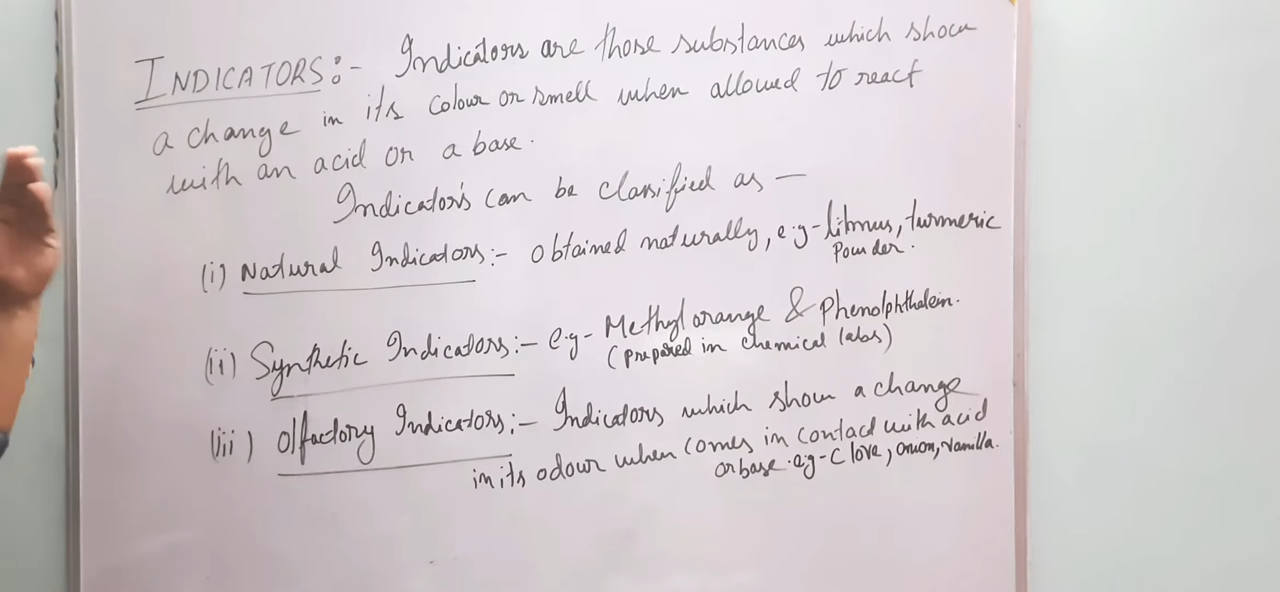 INDICATORS:- Indicators are those substances which show
a change in its colour or smell when allowed to react
with an acid or a base.
Indicators can be classified as —
(i) Natural Indicators:- obtained naturally, e.g- litmus, turmeric
Powder.
(ii) Synthetic Indicators:- e.g- Methyl orange & Phenolphthalein.
(prepared in chemical labs)
(iii) Olfactory Indicators:- Indicators which show a change
in its odour when comes in contact with acid
or base. e.g- Clove, onion, vanilla.